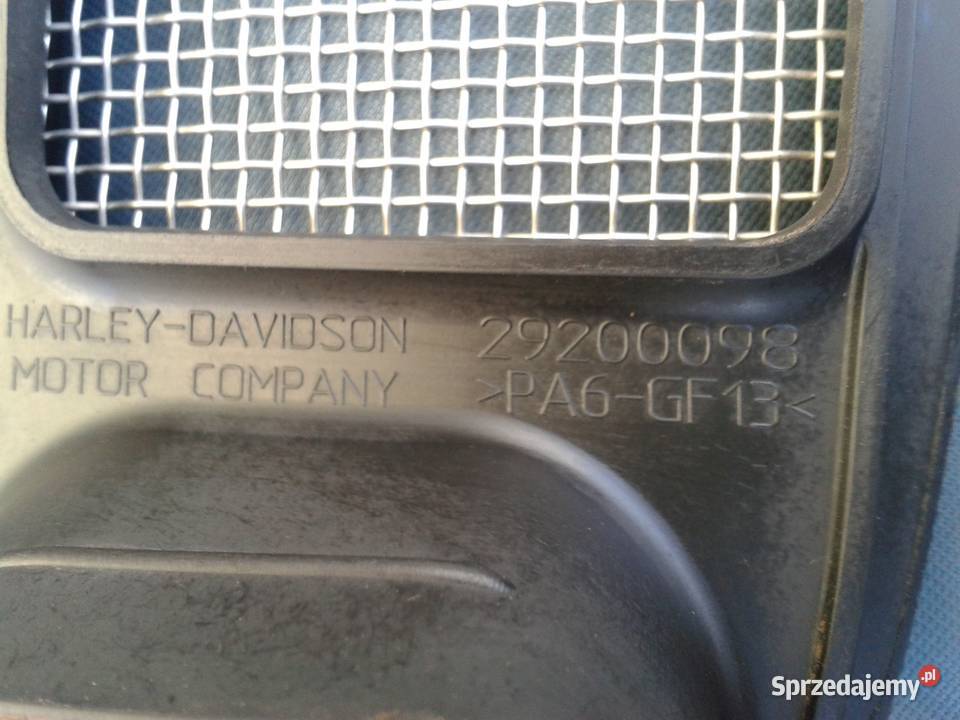 HARLEY-DAVIDSON 29200098
MOTOR COMPANY >PA6-GF13<
Sprzedajemy.pl